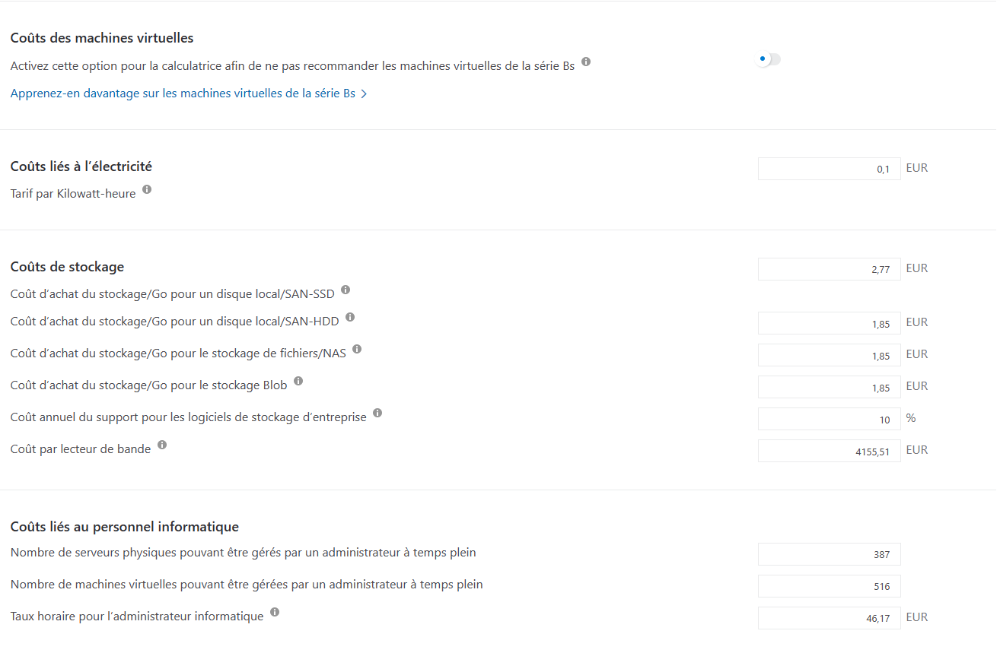 Coûts des machines virtuelles
Activez cette option pour la calculatrice afin de ne pas recommander les machines virtuelles de la série Bs
Apprenez-en davantage sur les machines virtuelles de la série Bs
Coûts liés à l’électricité
0,1 EUR
Tarif par Kilowatt-heure
Coûts de stockage
2,77 EUR
Coût d’achat du stockage/Go pour un disque local/SAN-SSD
Coût d’achat du stockage/Go pour un disque local/SAN-HDD 1,85 EUR
Coût d’achat du stockage/Go pour le stockage de fichiers/NAS 1,85 EUR
Coût d’achat du stockage/Go pour le stockage Blob 1,85 EUR
Coût annuel du support pour les logiciels de stockage d’entreprise 10 %
Coût par lecteur de bande 4155,51 EUR
Coûts liés au personnel informatique
Nombre de serveurs physiques pouvant être gérés par un administrateur à temps plein 387
Nombre de machines virtuelles pouvant être gérées par un administrateur à temps plein 516
Taux horaire pour l’administrateur informatique 46,17 EUR